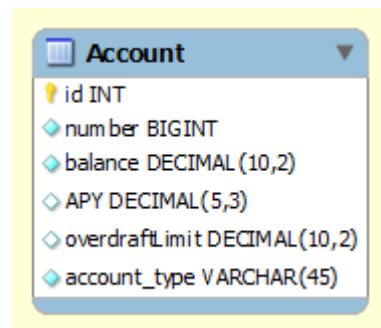 Account
id INT
number BIGINT
balance DECIMAL(10,2)
APY DECIMAL(5,3)
overdraftLimit DECIMAL(10,2)
account_type VARCHAR(45)